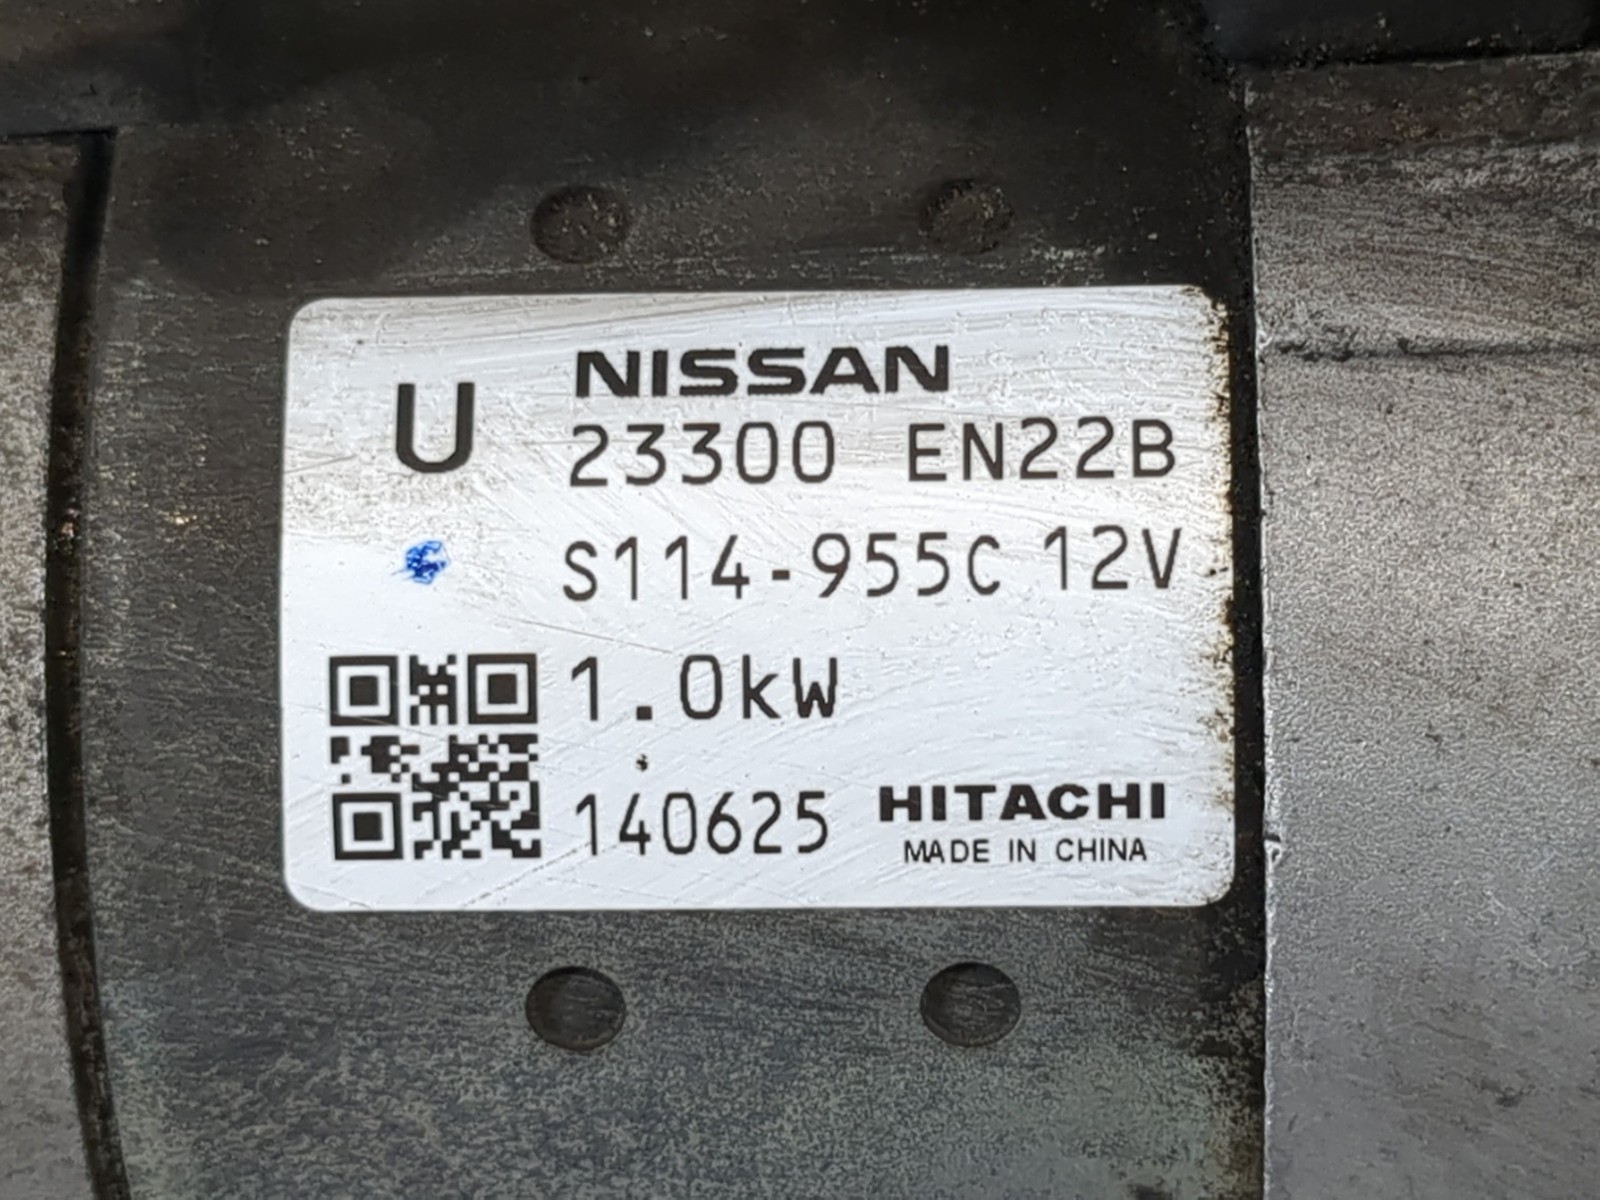 NISSAN
U
23300 EN22B
S114-955C 12V
1.0kW
140625 HITACHI
MADE IN CHINA